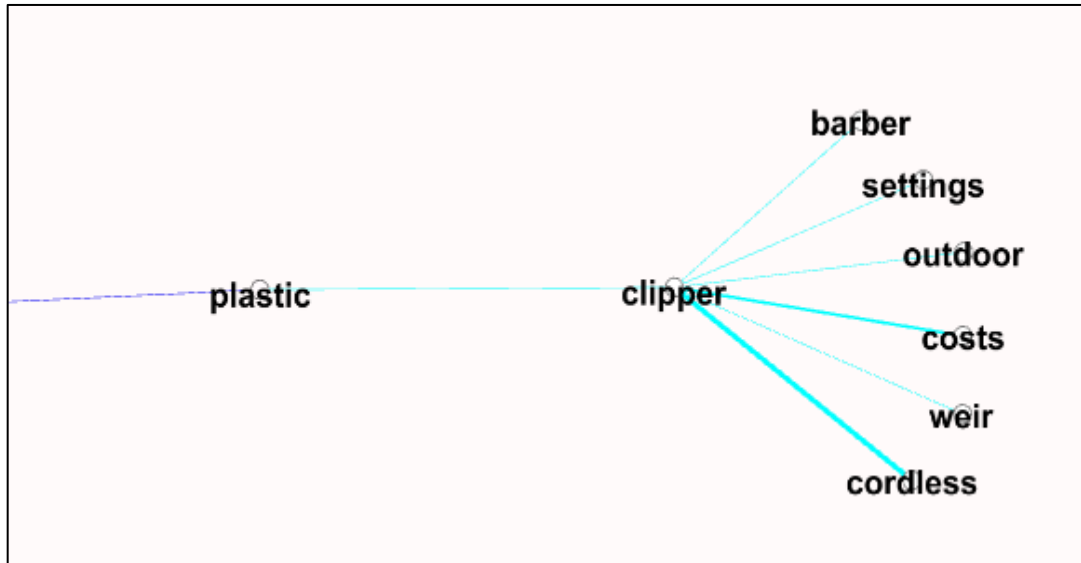 barber
settings
outdoor
plastic
clipper
costs
weir
cordless